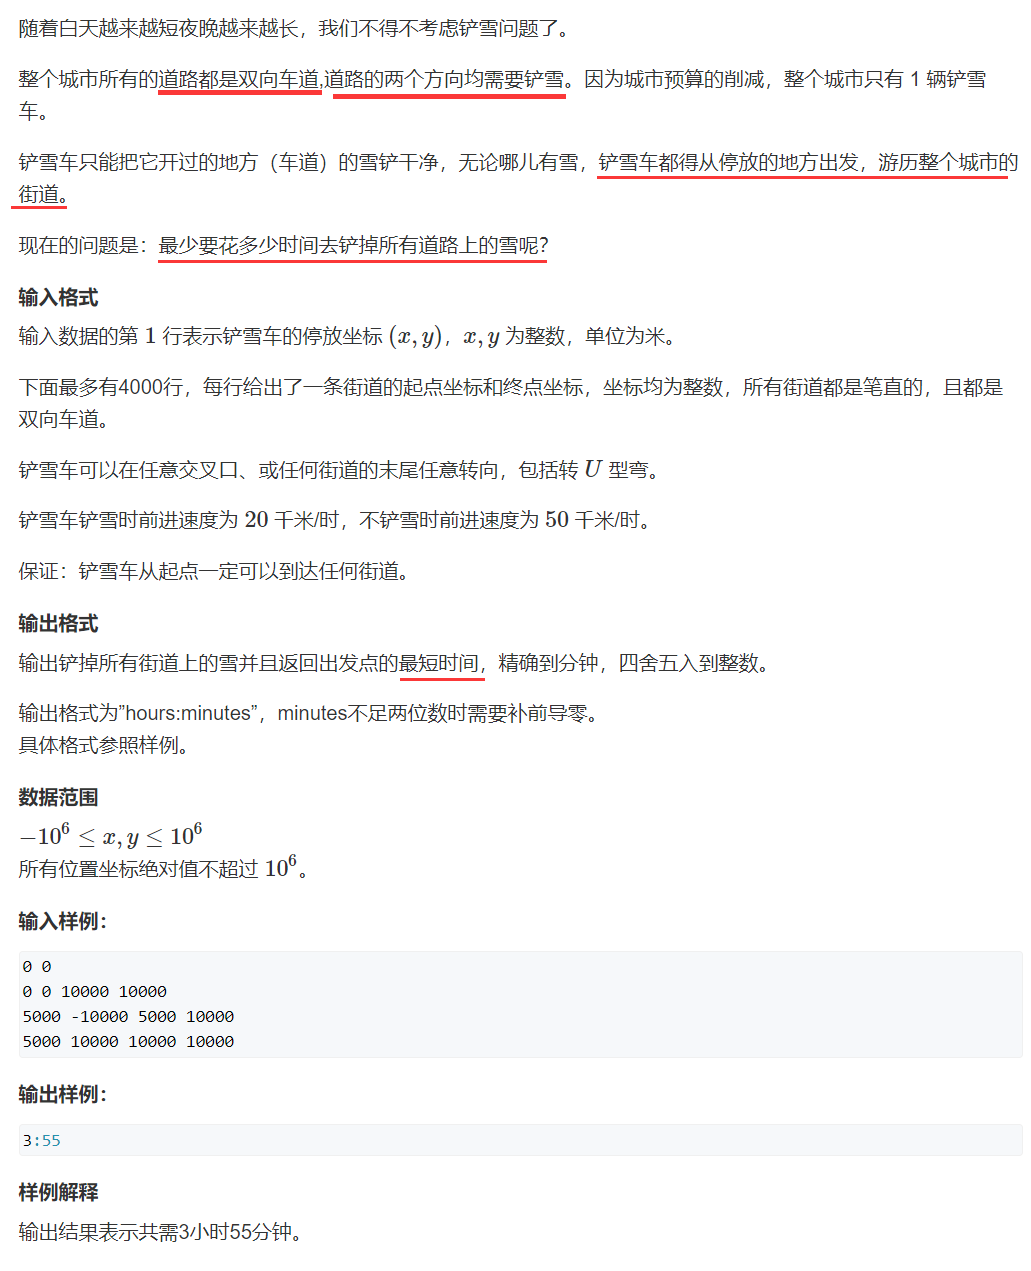 随着白天越来越短夜晚越来越长，我们不得不考虑铲雪问题了。
整个城市所有的道路都是双向车道,道路的两个方向均需要铲雪。因为城市预算的削减，整个城市只有 1 辆铲雪
车。
铲雪车只能把它开过的地方（车道）的雪铲干净，无论哪儿有雪，铲雪车都得从停放的地方出发，游历整个城市的
街道。
现在的问题是：最少要花多少时间去铲掉所有道路上的雪呢？
输入格式
输入数据的第 1 行表示铲雪车的停放坐标 (x, y)，x, y 为整数，单位为米。
下面最多有4000行，每行给出了一条街道的起点坐标和终点坐标，坐标均为整数，所有街道都是笔直的，且都是
双向车道。
铲雪车可以在任意交叉口、或任何街道的末尾任意转向，包括转 U 型弯。
铲雪车铲雪时前进速度为 20 千米/时，不铲雪时前进速度为 50 千米/时。
保证：铲雪车从起点一定可以到达任何街道。
输出格式
输出铲掉所有街道上的雪并且返回出发点的最短时间，精确到分钟，四舍五入到整数。
输出格式为”hours:minutes”，minutes不足两位数时需要补前导零。
具体格式参照样例。
数据范围
−10⁶ ≤ x, y ≤ 10⁶
所有位置坐标绝对值不超过 10⁶。
输入样例：
0 0
0 0 10000 10000
5000 -10000 5000 10000
5000 10000 10000 10000
输出样例：
3:55
样例解释
输出结果表示共需3小时55分钟。